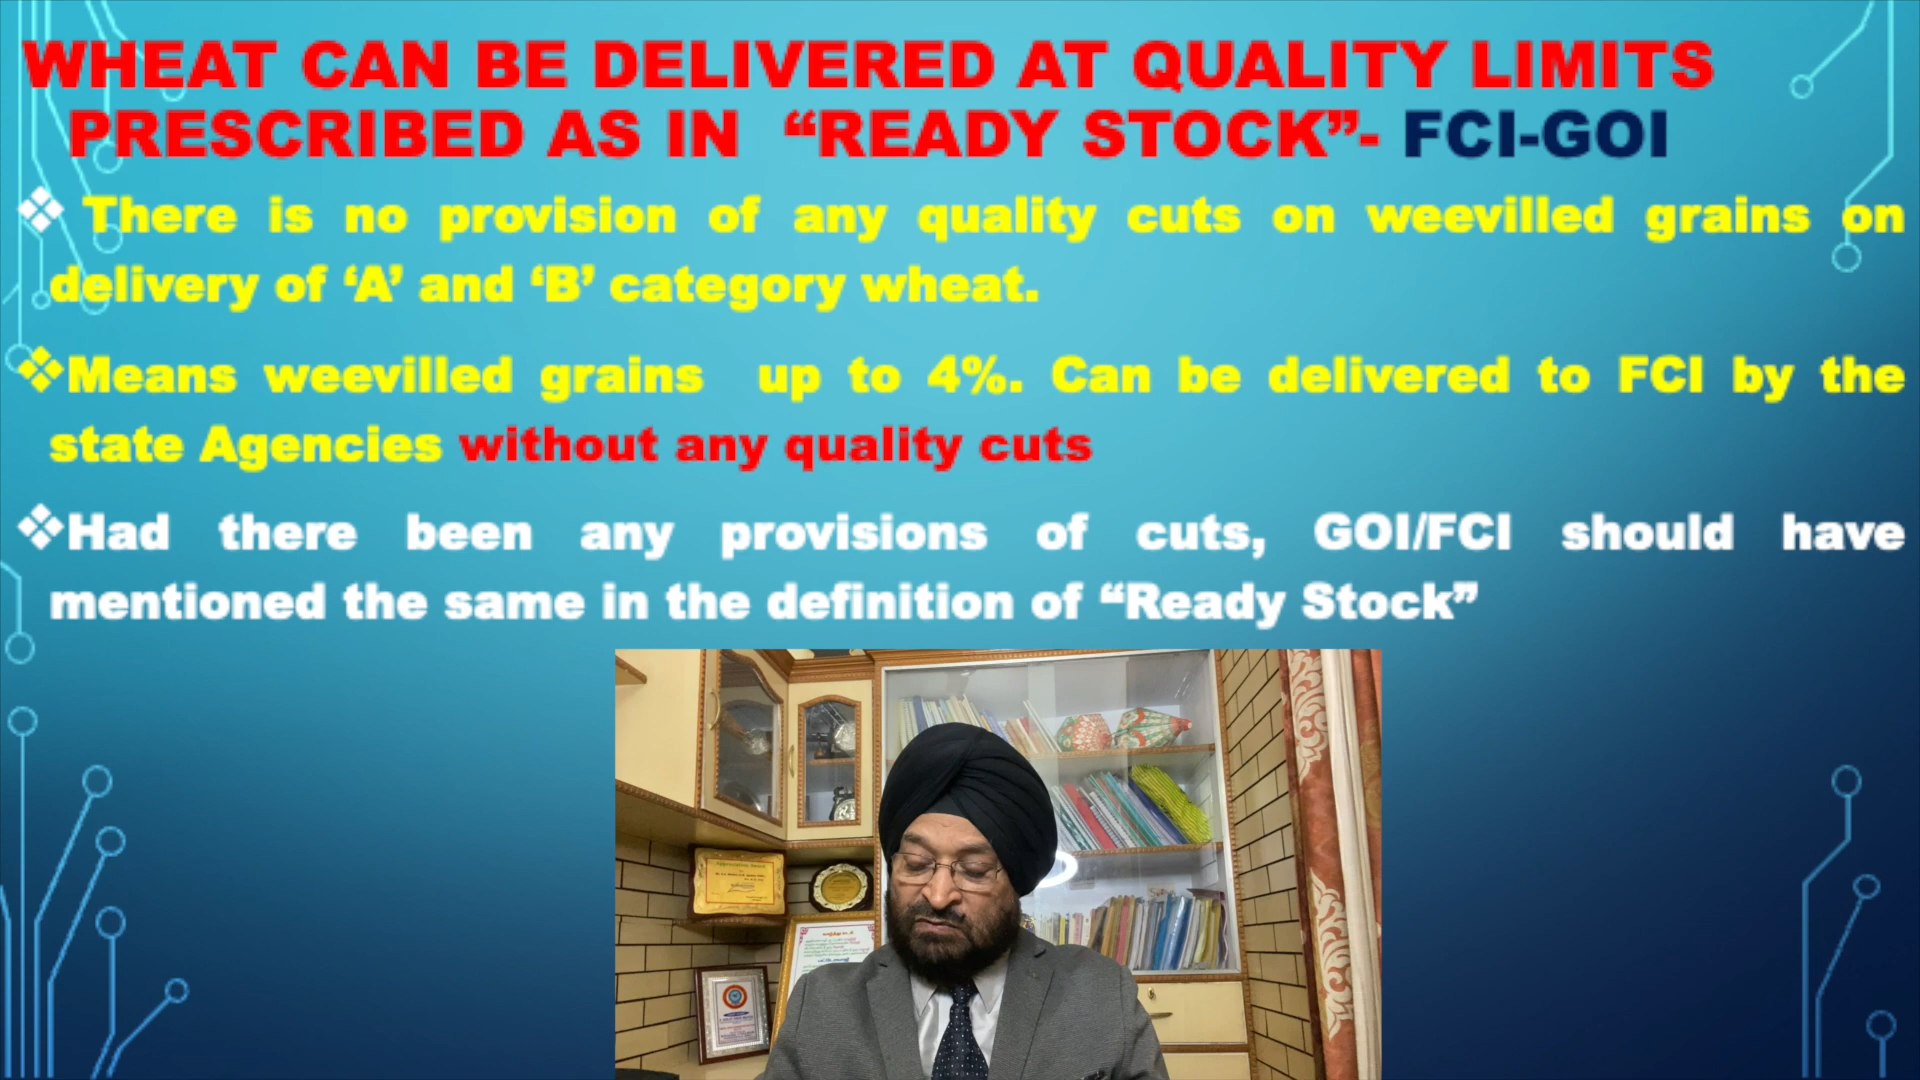 WHEAT CAN BE DELIVERED AT QUALITY LIMITS
PRESCRIBED AS IN “READY STOCK”- FCI-GOI
There is no provision of any quality cuts on weevilled grains on
delivery of ‘A’ and ‘B’ category wheat.
Means weevilled grains up to 4%. Can be delivered to FCI by the
state Agencies without any quality cuts
Had there been any provisions of cuts, GOI/FCI should have
mentioned the same in the definition of “Ready Stock”
Appreciation Award